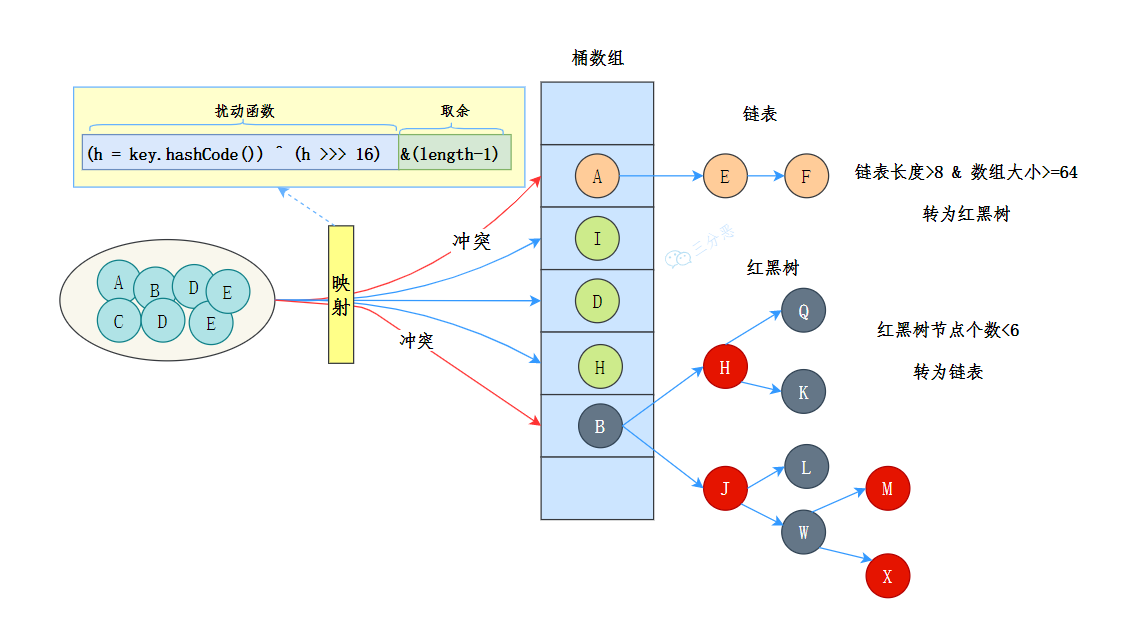 桶数组
扰动函数
取余
(h = key.hashCode()) ^ (h >>> 16) &(length-1)
链表
A
E
F
链表长度>8 & 数组大小>=64
转为红黑树
冲突
I
三分恶
红黑树
A
B
D
E
C
D
E
映
射
D
Q
红黑树节点个数<6
转为链表
冲突
H
H
K
B
L
J
M
W
X